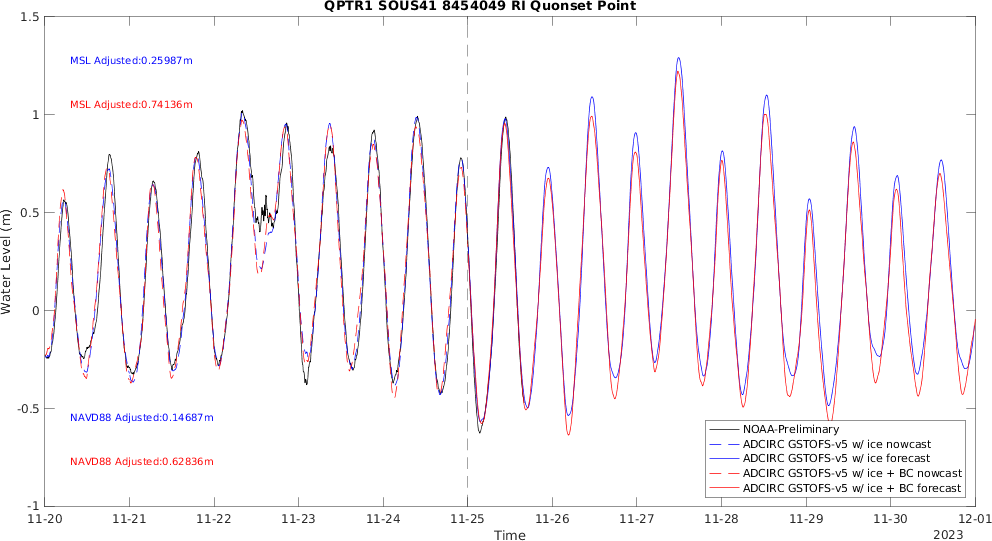 QPTR1 SOUS41 8454049 RI Quonset Point
1.5
1
0.5
0
-0.5
-1
Water Level (m)
MSL Adjusted:0.25987m
MSL Adjusted:0.74136m
NAVD88 Adjusted:0.14687m
NAVD88 Adjusted:0.62836m
NOAA-Preliminary
ADCIRC GSTOFS-v5 w/ ice nowcast
ADCIRC GSTOFS-v5 w/ ice forecast
ADCIRC GSTOFS-v5 w/ ice + BC nowcast
ADCIRC GSTOFS-v5 w/ ice + BC forecast
11-20 11-21 11-22 11-23 11-24 11-25 11-26 11-27 11-28 11-29 11-30 12-01
Time
2023